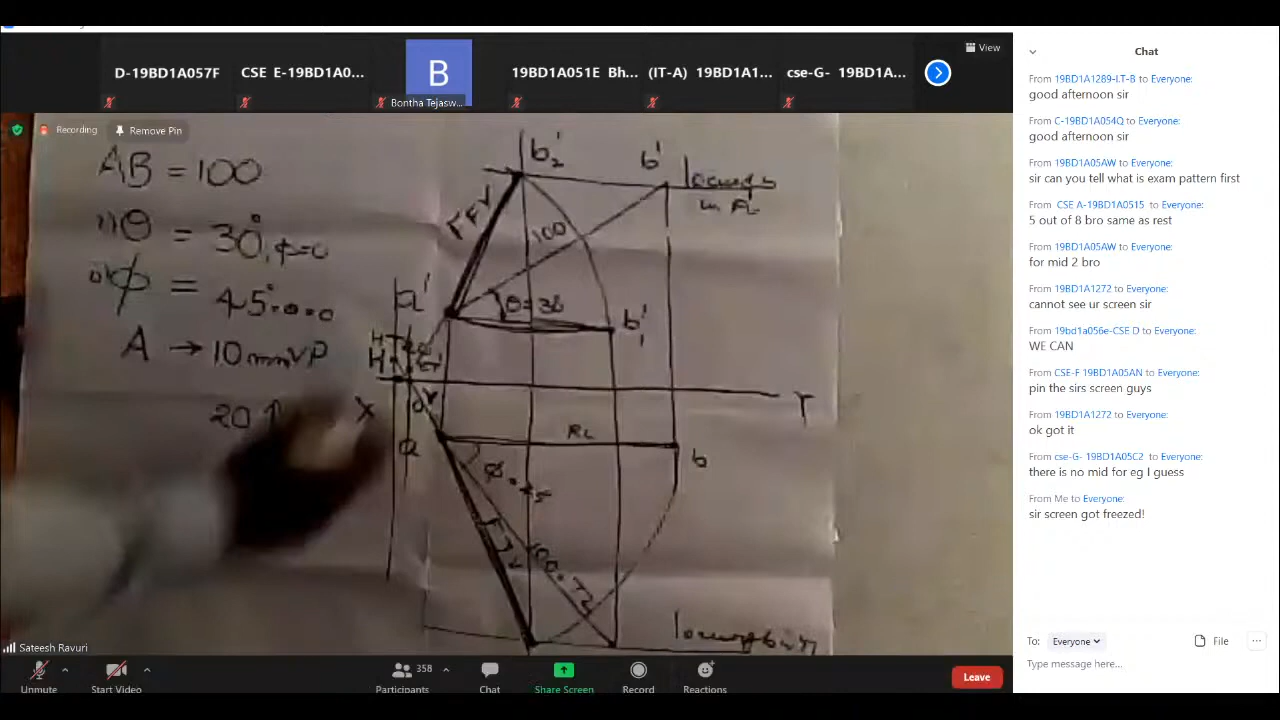 View
Chat
D-19BD1A057F
CSE E-19BD1A0...
B
Bontha Tejasw...
19BD1A051E Bh...
(IT-A) 19BD1A1...
cse-G- 19BD1A...
Recording
Remove Pin
AB = 100
θ = 30°, φ=0
φ = 45°
A → 10 mm VP
20 ↑
b'2
b'
100
θ=30
a'
b'1
X
Y
a
b
φ=45
Sateesh Ravuri
Unmute
Start Video
358
Participants
Chat
Share Screen
Record
Reactions
Leave
From 19BD1A1289-I.T-B to Everyone:
good afternoon sir
From C-19BD1A054Q to Everyone:
good afternoon sir
From 19BD1A05AW to Everyone:
sir can you tell what is exam pattern first
From CSE A-19BD1A0515 to Everyone:
5 out of 8 bro same as rest
From 19BD1A05AW to Everyone:
for mid 2 bro
From 19BD1A1272 to Everyone:
cannot see ur screen sir
From 19bd1a056e-CSE D to Everyone:
WE CAN
From CSE-F 19BD1A05AN to Everyone:
pin the sirs screen guys
From 19BD1A1272 to Everyone:
ok got it
From cse-G- 19BD1A05C2 to Everyone:
there is no mid for eg I guess
From Me to Everyone:
sir screen got freezed!
To: Everyone
File
Type message here...